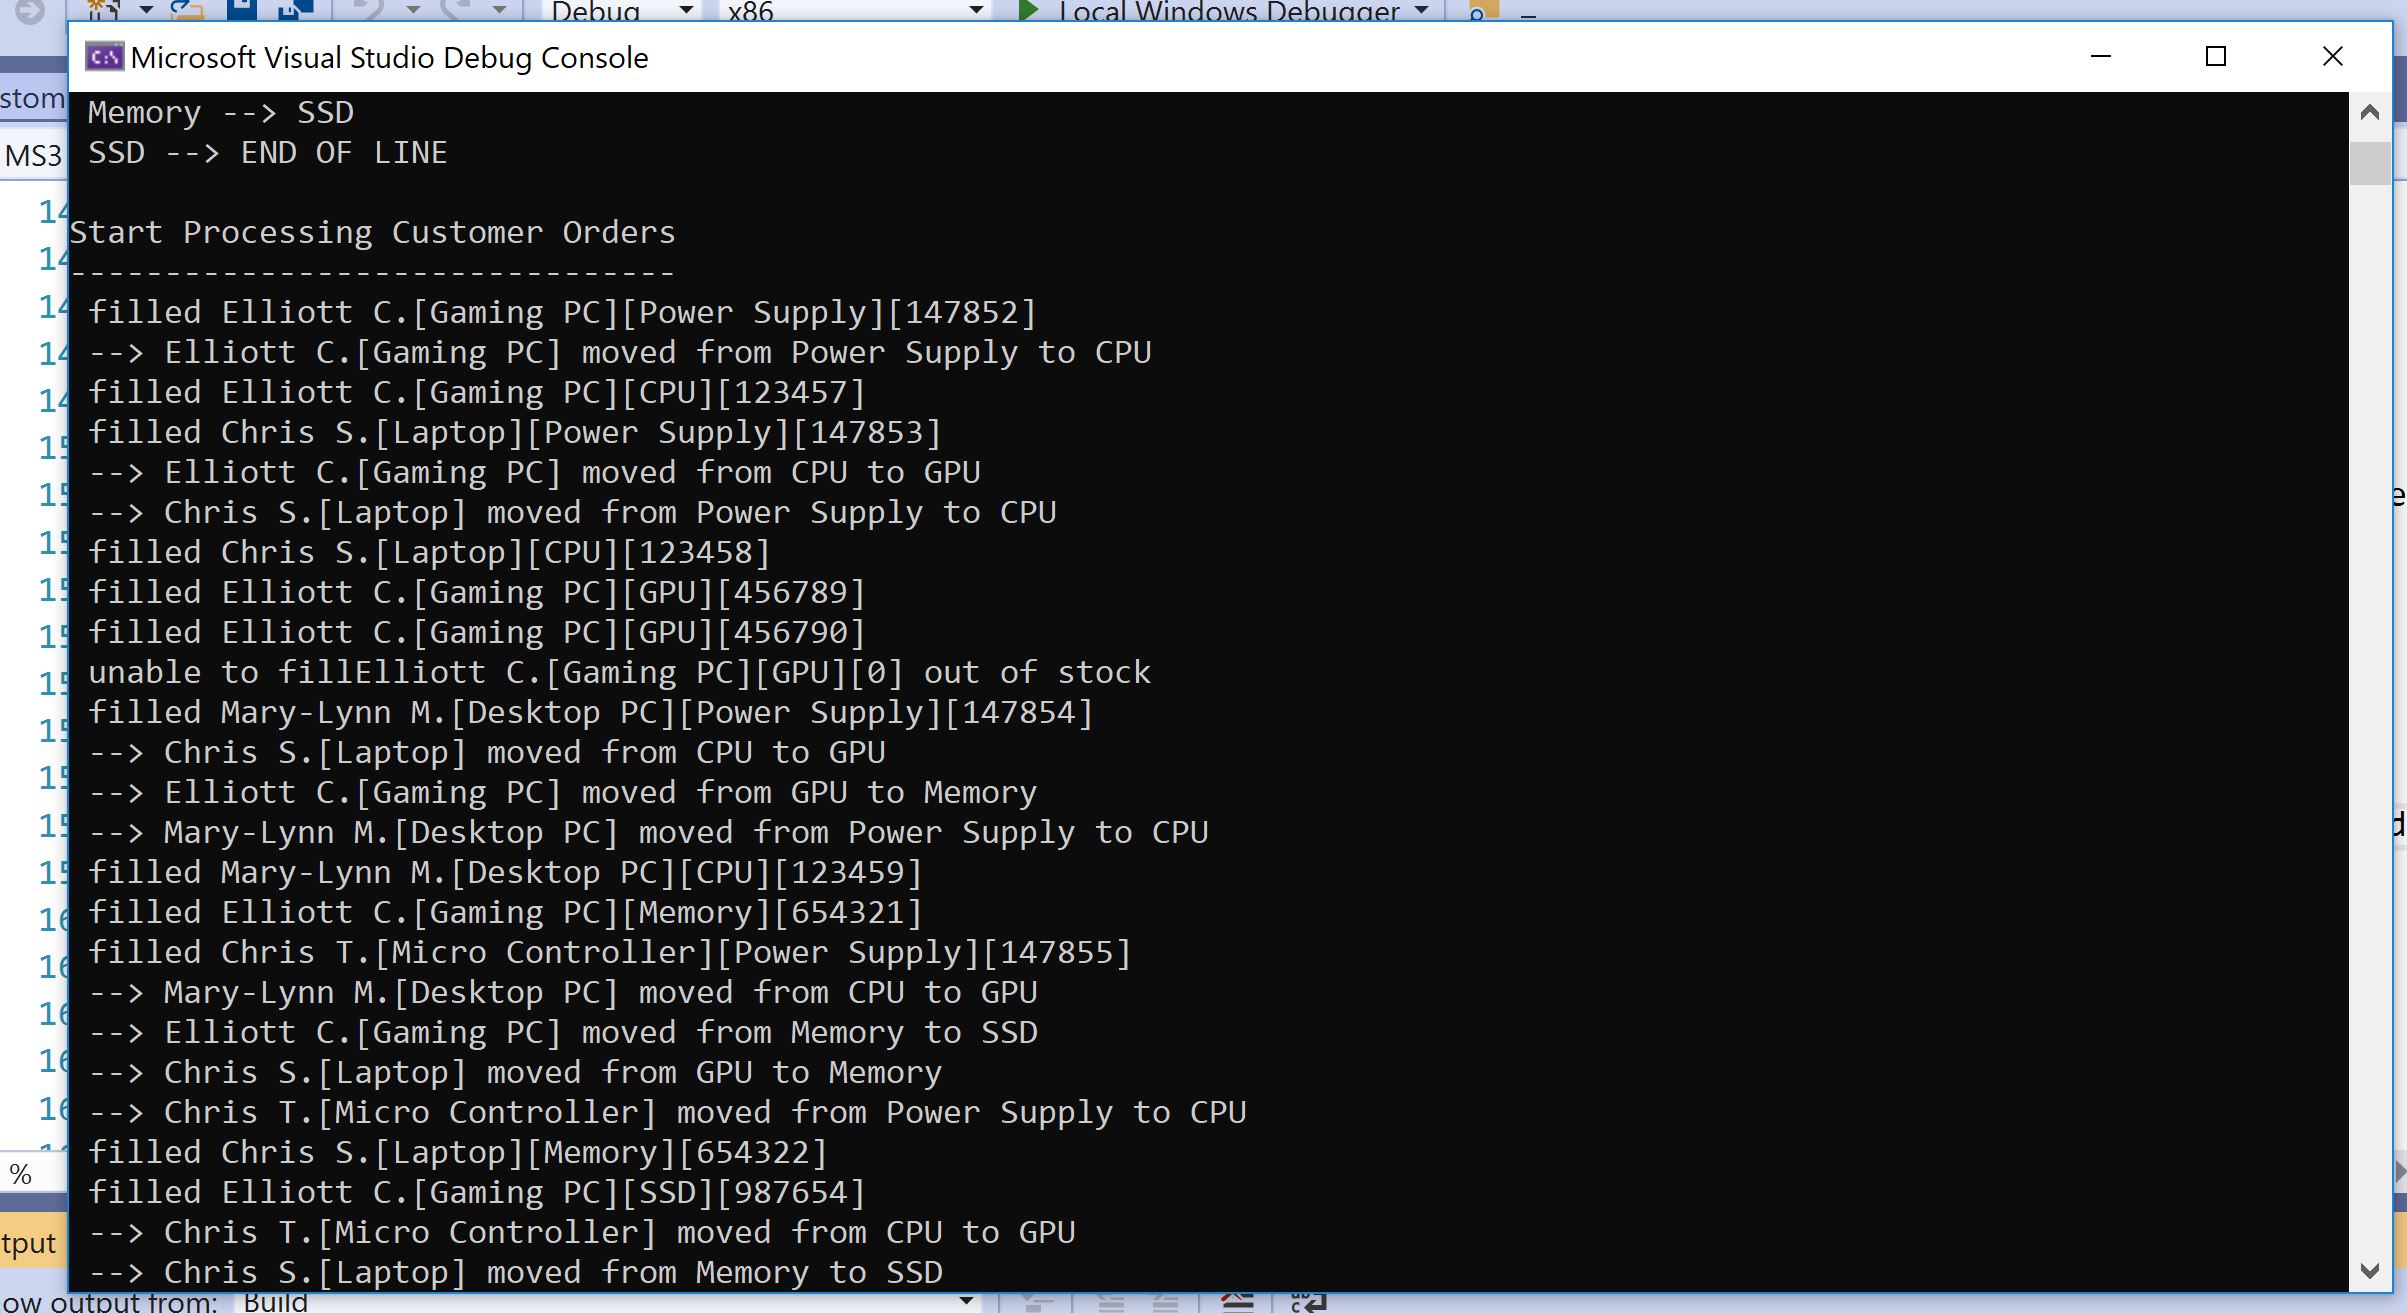 Debug x86 Local Windows Debugger
Microsoft Visual Studio Debug Console
stom
MS3
Memory --> SSD
SSD --> END OF LINE
Start Processing Customer Orders
--------------------------------
filled Elliott C.[Gaming PC][Power Supply][147852]
--> Elliott C.[Gaming PC] moved from Power Supply to CPU
filled Elliott C.[Gaming PC][CPU][123457]
filled Chris S.[Laptop][Power Supply][147853]
--> Elliott C.[Gaming PC] moved from CPU to GPU
--> Chris S.[Laptop] moved from Power Supply to CPU
filled Chris S.[Laptop][CPU][123458]
filled Elliott C.[Gaming PC][GPU][456789]
filled Elliott C.[Gaming PC][GPU][456790]
unable to fillElliott C.[Gaming PC][GPU][0] out of stock
filled Mary-Lynn M.[Desktop PC][Power Supply][147854]
--> Chris S.[Laptop] moved from CPU to GPU
--> Elliott C.[Gaming PC] moved from GPU to Memory
--> Mary-Lynn M.[Desktop PC] moved from Power Supply to CPU
filled Mary-Lynn M.[Desktop PC][CPU][123459]
filled Elliott C.[Gaming PC][Memory][654321]
filled Chris T.[Micro Controller][Power Supply][147855]
--> Mary-Lynn M.[Desktop PC] moved from CPU to GPU
--> Elliott C.[Gaming PC] moved from Memory to SSD
--> Chris S.[Laptop] moved from GPU to Memory
--> Chris T.[Micro Controller] moved from Power Supply to CPU
filled Chris S.[Laptop][Memory][654322]
filled Elliott C.[Gaming PC][SSD][987654]
--> Chris T.[Micro Controller] moved from CPU to GPU
--> Chris S.[Laptop] moved from Memory to SSD
%
tput
ow output from: Build